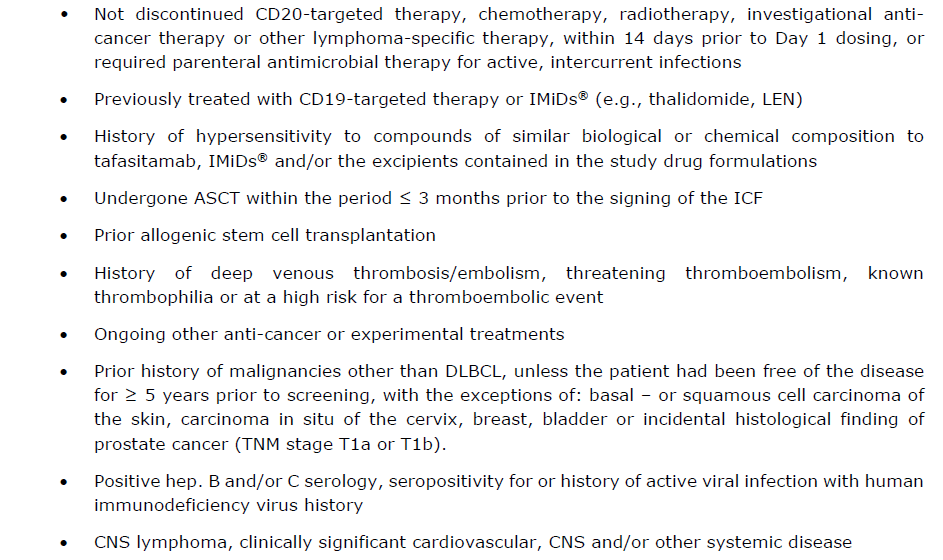 • Not discontinued CD20-targeted therapy, chemotherapy, radiotherapy, investigational anti-
cancer therapy or other lymphoma-specific therapy, within 14 days prior to Day 1 dosing, or
required parenteral antimicrobial therapy for active, intercurrent infections
• Previously treated with CD19-targeted therapy or IMiDs® (e.g., thalidomide, LEN)
• History of hypersensitivity to compounds of similar biological or chemical composition to
tafasitamab, IMiDs® and/or the excipients contained in the study drug formulations
• Undergone ASCT within the period ≤ 3 months prior to the signing of the ICF
• Prior allogenic stem cell transplantation
• History of deep venous thrombosis/embolism, threatening thromboembolism, known
thrombophilia or at a high risk for a thromboembolic event
• Ongoing other anti-cancer or experimental treatments
• Prior history of malignancies other than DLBCL, unless the patient had been free of the disease
for ≥ 5 years prior to screening, with the exceptions of: basal – or squamous cell carcinoma of
the skin, carcinoma in situ of the cervix, breast, bladder or incidental histological finding of
prostate cancer (TNM stage T1a or T1b).
• Positive hep. B and/or C serology, seropositivity for or history of active viral infection with human
immunodeficiency virus history
• CNS lymphoma, clinically significant cardiovascular, CNS and/or other systemic disease